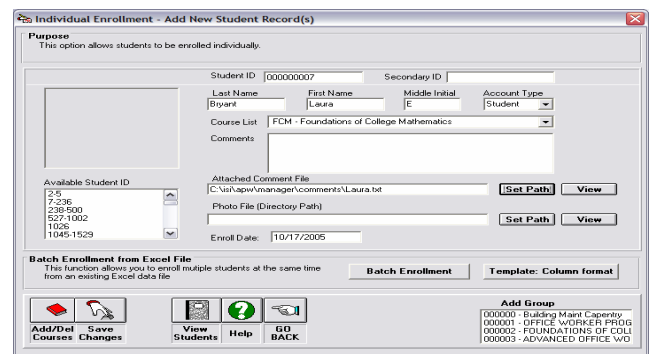 Individual Enrollment - Add New Student Record(s)
Purpose
This option allows students to be enrolled individually.
Student ID 000000007 Secondary ID
Last Name First Name Middle Initial Account Type
Bryant Laura E Student
Course List FCM - Foundations of College Mathematics
Comments
Available Student ID
2-5
7-236
238-500
527-1002
1026
1045-1529
Attached Comment File
C:\isi\apw\manager\comments\Laura.txt Set Path View
Photo File (Directory Path)
Set Path View
Enroll Date: 10/17/2005
Batch Enrollment from Excel File
This function allows you to enroll mutiple students at the same time
from an existing Excel data file
Batch Enrollment Template: Column format
Add/Del Courses
Save Changes
View Students
Help
GO BACK
Add Group
000000 - Building Maint Capentry
000001 - OFFICE WORKER PROG
000002 - FOUNDATIONS OF COLL
000003 - ADVANCED OFFICE WO